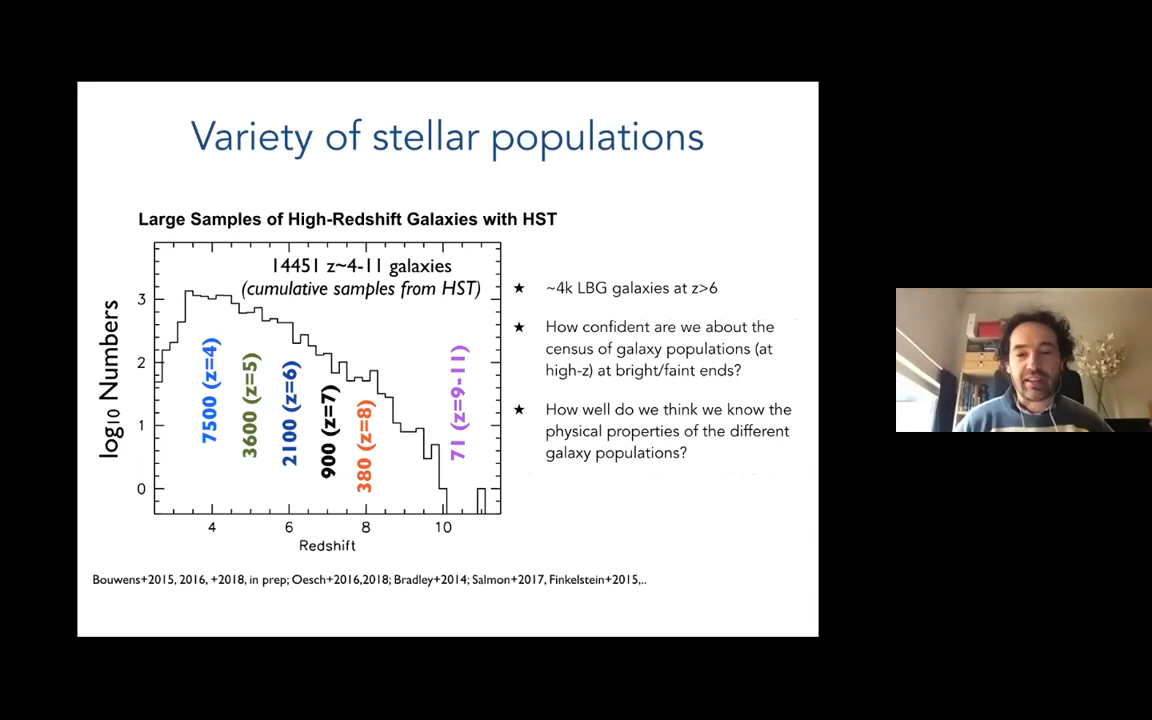 Variety of stellar populations
Large Samples of High-Redshift Galaxies with HST
14451 z~4-11 galaxies
(cumulative samples from HST)
log10 Numbers
3
2
1
0
7500 (z=4)
3600 (z=5)
2100 (z=6)
900 (z=7)
380 (z=8)
71 (z=9-11)
4 6 8 10
Redshift
★ ~4k LBG galaxies at z>6
★ How confident are we about the
census of galaxy populations (at
high-z) at bright/faint ends?
★ How well do we think we know the
physical properties of the different
galaxy populations?
Bouwens+2015, 2016, +2018, in prep; Oesch+2016,2018; Bradley+2014; Salmon+2017, Finkelstein+2015,..